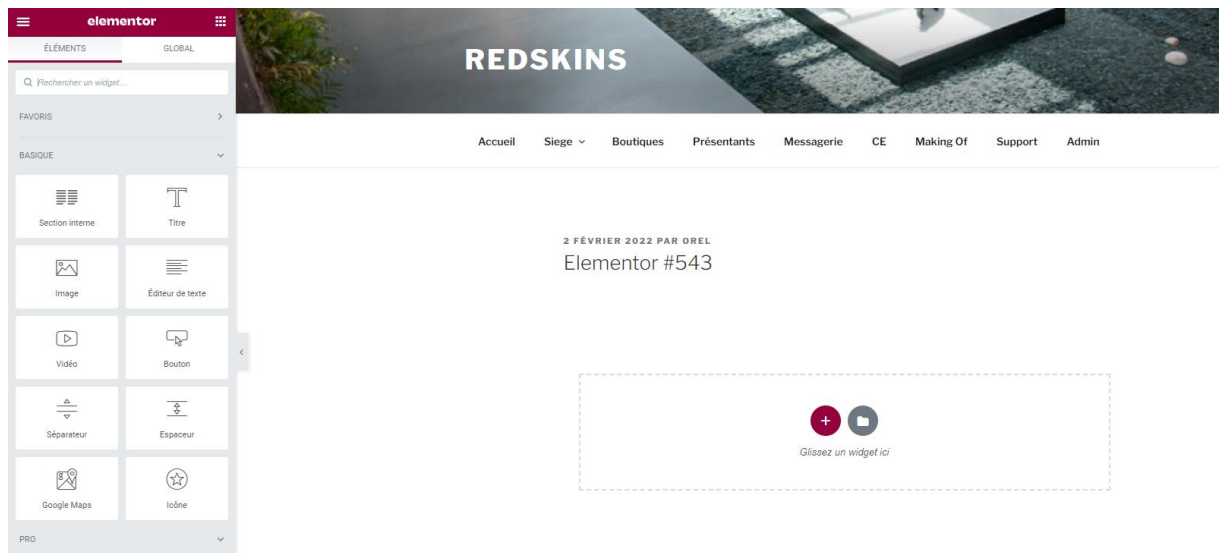 elementor
ÉLÉMENTS GLOBAL
Rechercher un widget...
FAVORIS
BASIQUE
Section interne Titre
Image Éditeur de texte
Vidéo Bouton
Séparateur Espaceur
Google Maps Icône
PRO
REDSKINS
Accueil Siege Boutiques Présentants Messagerie CE Making Of Support Admin
2 FÉVRIER 2022 PAR OREL
Elementor #543
Glissez un widget ici